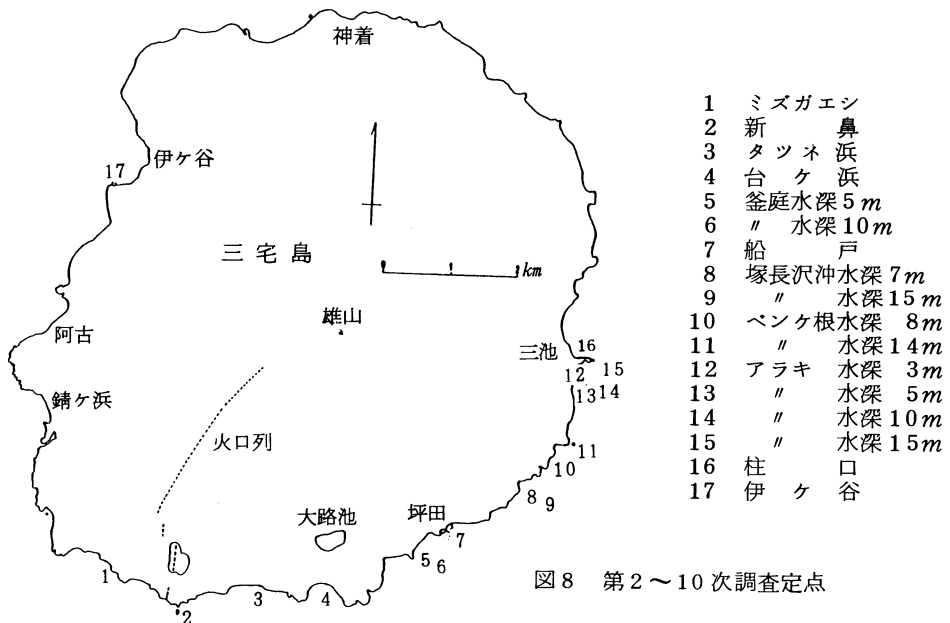 神着
伊ケ谷
17
三宅島
km
雄山
阿古
三池
16
15
12
13 14
錆ケ浜
火口列
11
10
8
9
大路池
坪田
7
5
6
1
2
3
4
1 ミズガエシ
2 新鼻
3 タツネ浜
4 台ケ浜
5 釜庭水深5m
6 〃 水深10m
7 船戸
8 塚長沢沖水深7m
9 〃 水深15m
10 ベンケ根水深 8m
11 〃 水深14m
12 アラキ 水深 3m
13 〃 水深 5m
14 〃 水深10m
15 〃 水深15m
16 柱口
17 伊ケ谷
図8 第2～10次調査定点